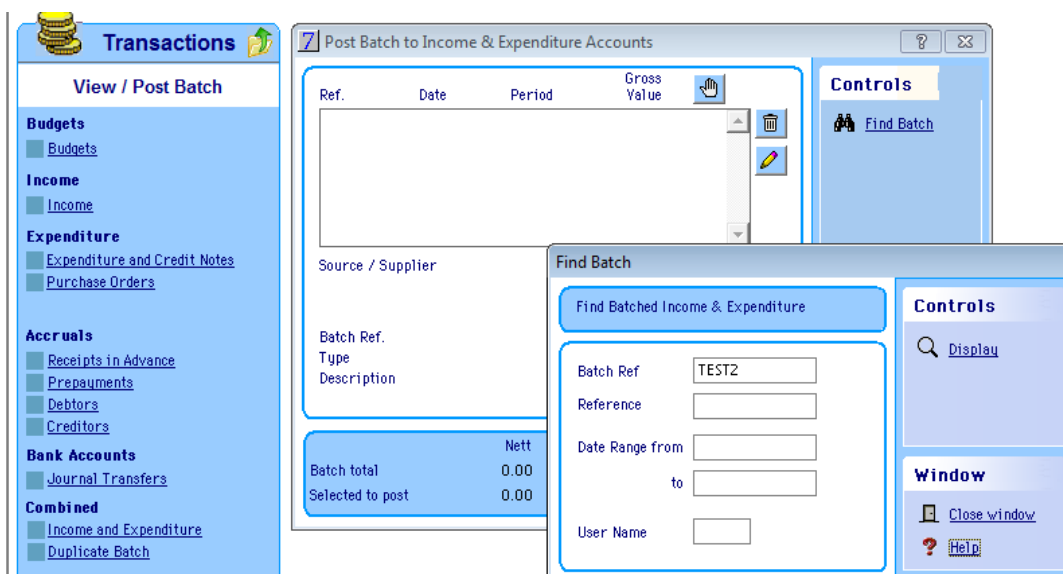 Transactions
View / Post Batch
Budgets
Budgets
Income
Income
Expenditure
Expenditure and Credit Notes
Purchase Orders
Accruals
Receipts in Advance
Prepayments
Debtors
Creditors
Bank Accounts
Journal Transfers
Combined
Income and Expenditure
Duplicate Batch
7 Post Batch to Income & Expenditure Accounts
?
Ref. Date Period Gross Value
Source / Supplier
Batch Ref.
Type
Description
Nett
Batch total 0.00
Selected to post 0.00
Controls
Find Batch
Find Batch
Find Batched Income & Expenditure
Batch Ref TEST2
Reference
Date Range from
to
User Name
Controls
Display
Window
Close window
? Help